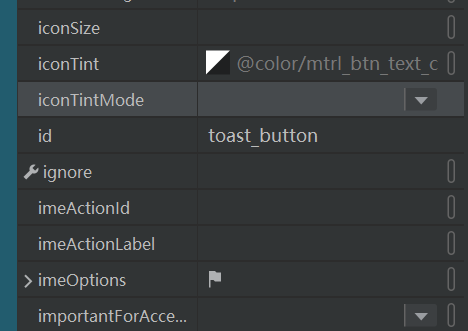 iconSize
iconTint @color/mtrl_btn_text_c
iconTintMode
id toast_button
ignore
imeActionId
imeActionLabel
imeOptions
importantForAcce...